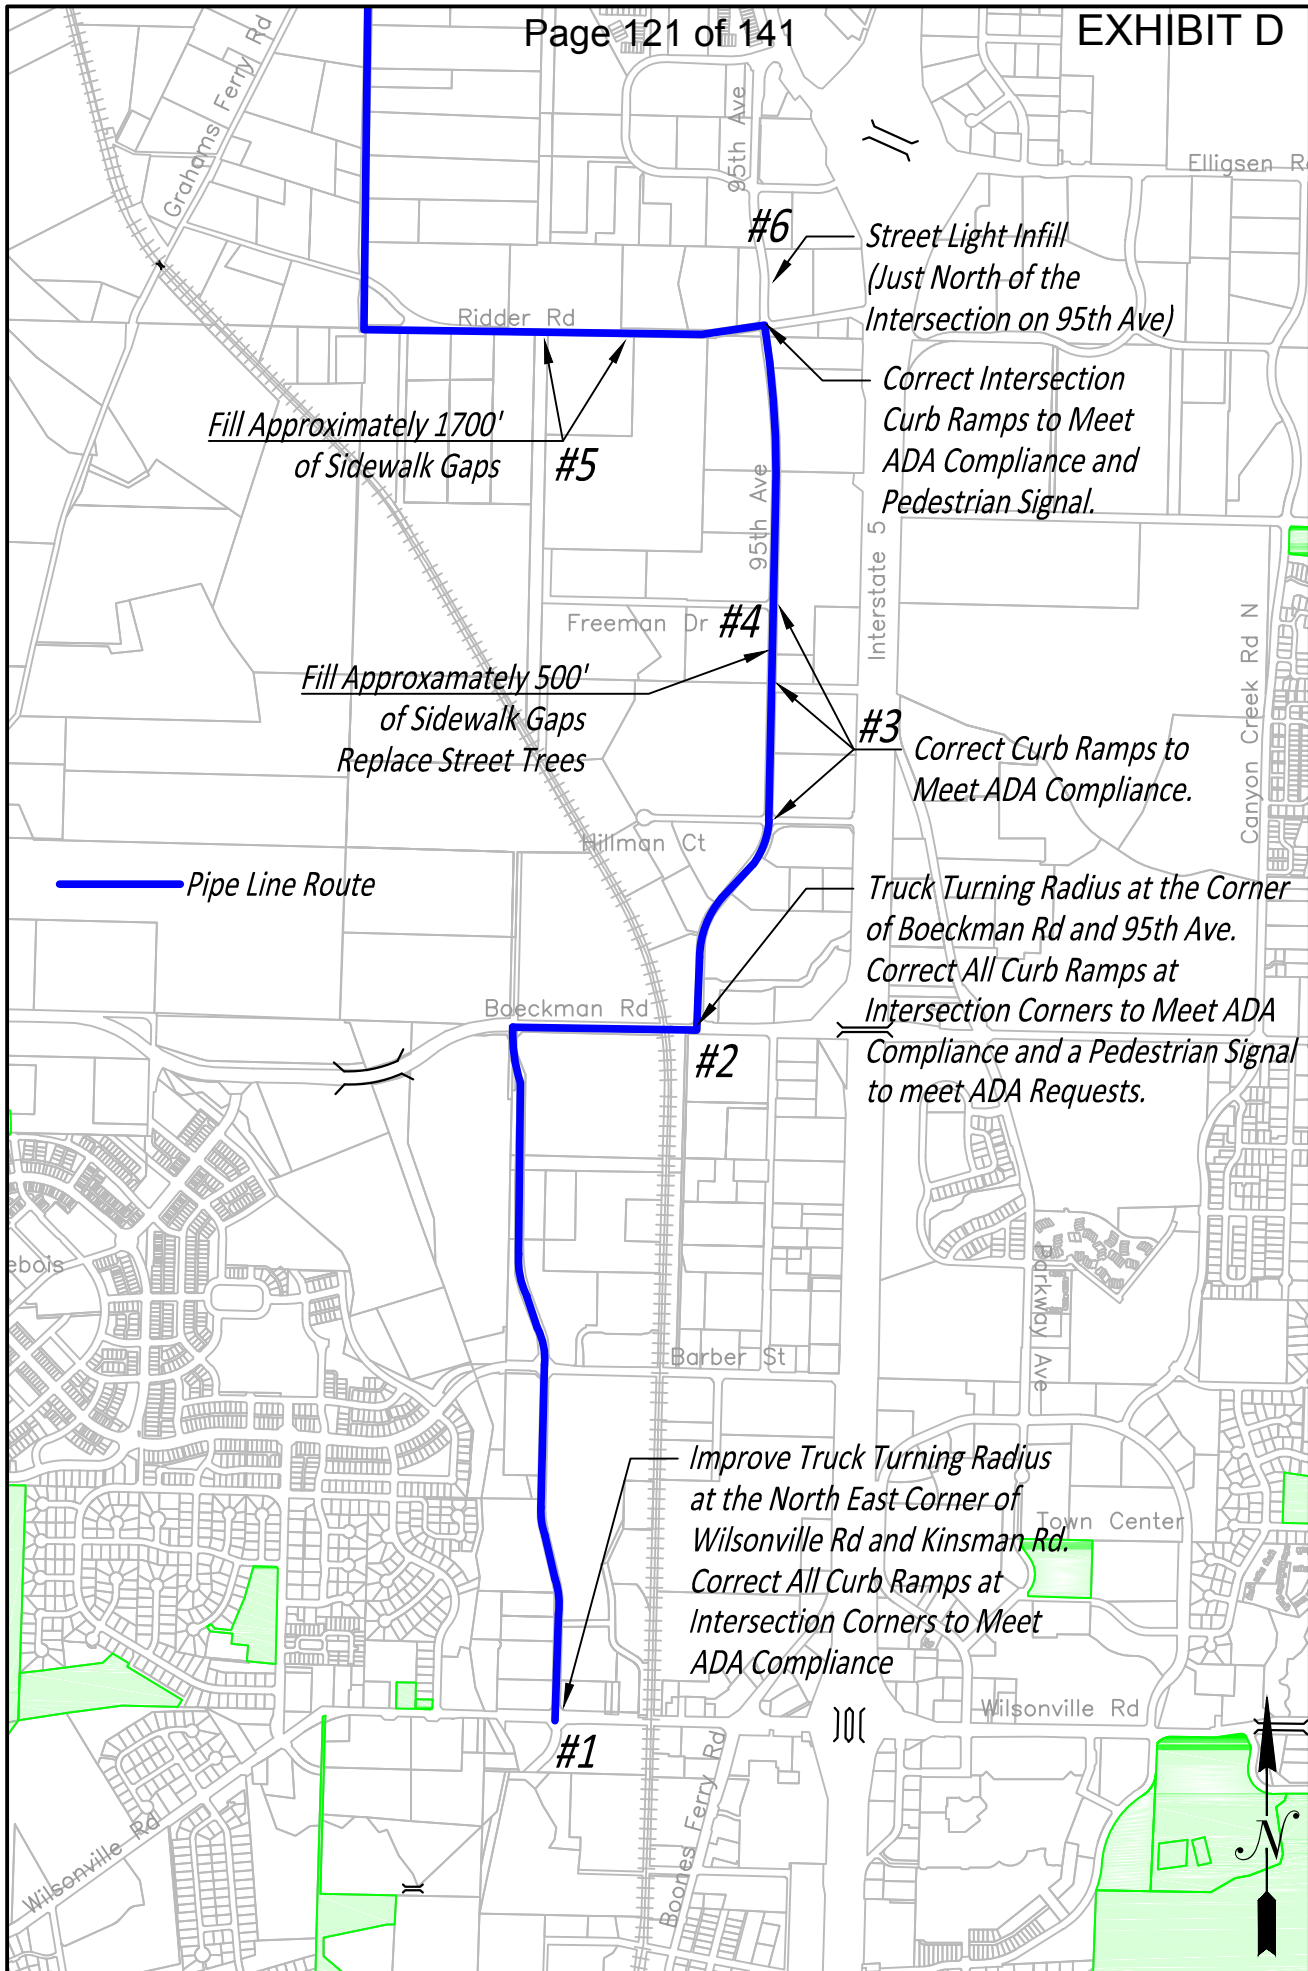 Page 121 of 141
EXHIBIT D
Grahams Ferry Rd
95th Ave
Elligsen Rd
#6
Street Light Infill
(Just North of the
Intersection on 95th Ave)
Ridder Rd
Correct Intersection
Curb Ramps to Meet
ADA Compliance and
Pedestrian Signal.
Fill Approximately 1700'
of Sidewalk Gaps
#5
95th Ave
Interstate 5
Freeman Dr
#4
Canyon Creek Rd N
Fill Approxamately 500'
of Sidewalk Gaps
Replace Street Trees
#3
Correct Curb Ramps to
Meet ADA Compliance.
Hillman Ct
Pipe Line Route
Truck Turning Radius at the Corner
of Boeckman Rd and 95th Ave.
Correct All Curb Ramps at
Intersection Corners to Meet ADA
Compliance and a Pedestrian Signal
to meet ADA Requests.
Boeckman Rd
#2
ebois
Parkway Ave
Barber St
Improve Truck Turning Radius
at the North East Corner of
Wilsonville Rd and Kinsman Rd.
Correct All Curb Ramps at
Intersection Corners to Meet
ADA Compliance
Town Center
Wilsonville Rd
#1
Boones Ferry Rd
Wilsonville Rd
N